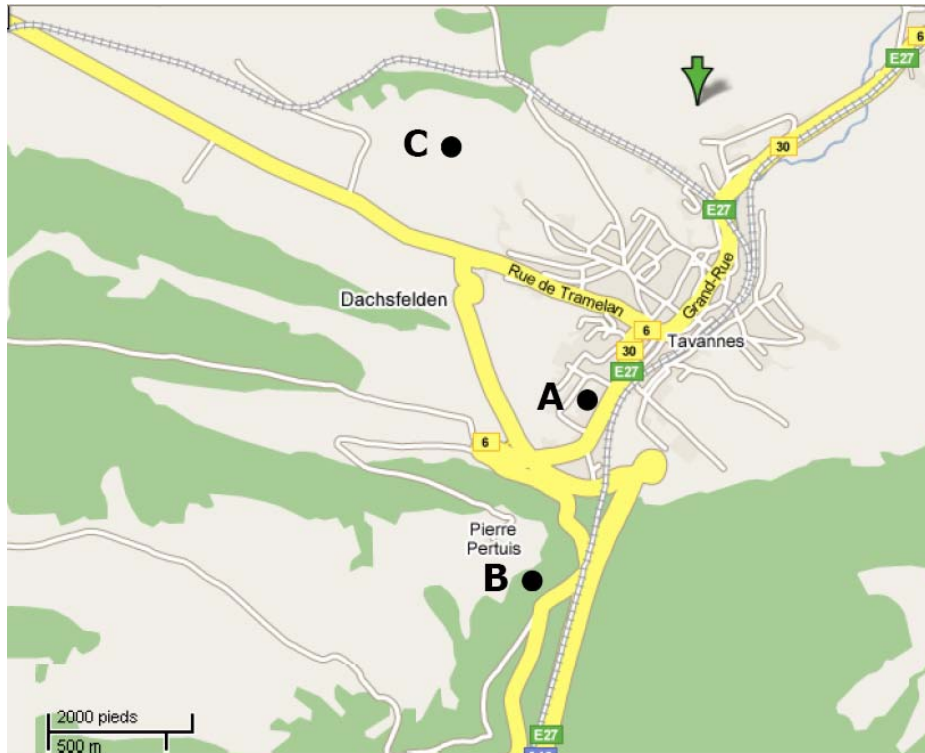 6
E27
30
C
E27
Rue de Tramelan
Grand-Rue
Dachsfelden
6
Tavannes
30
E27
A
6
Pierre
Pertuis
B
2000 pieds
500 m
E27